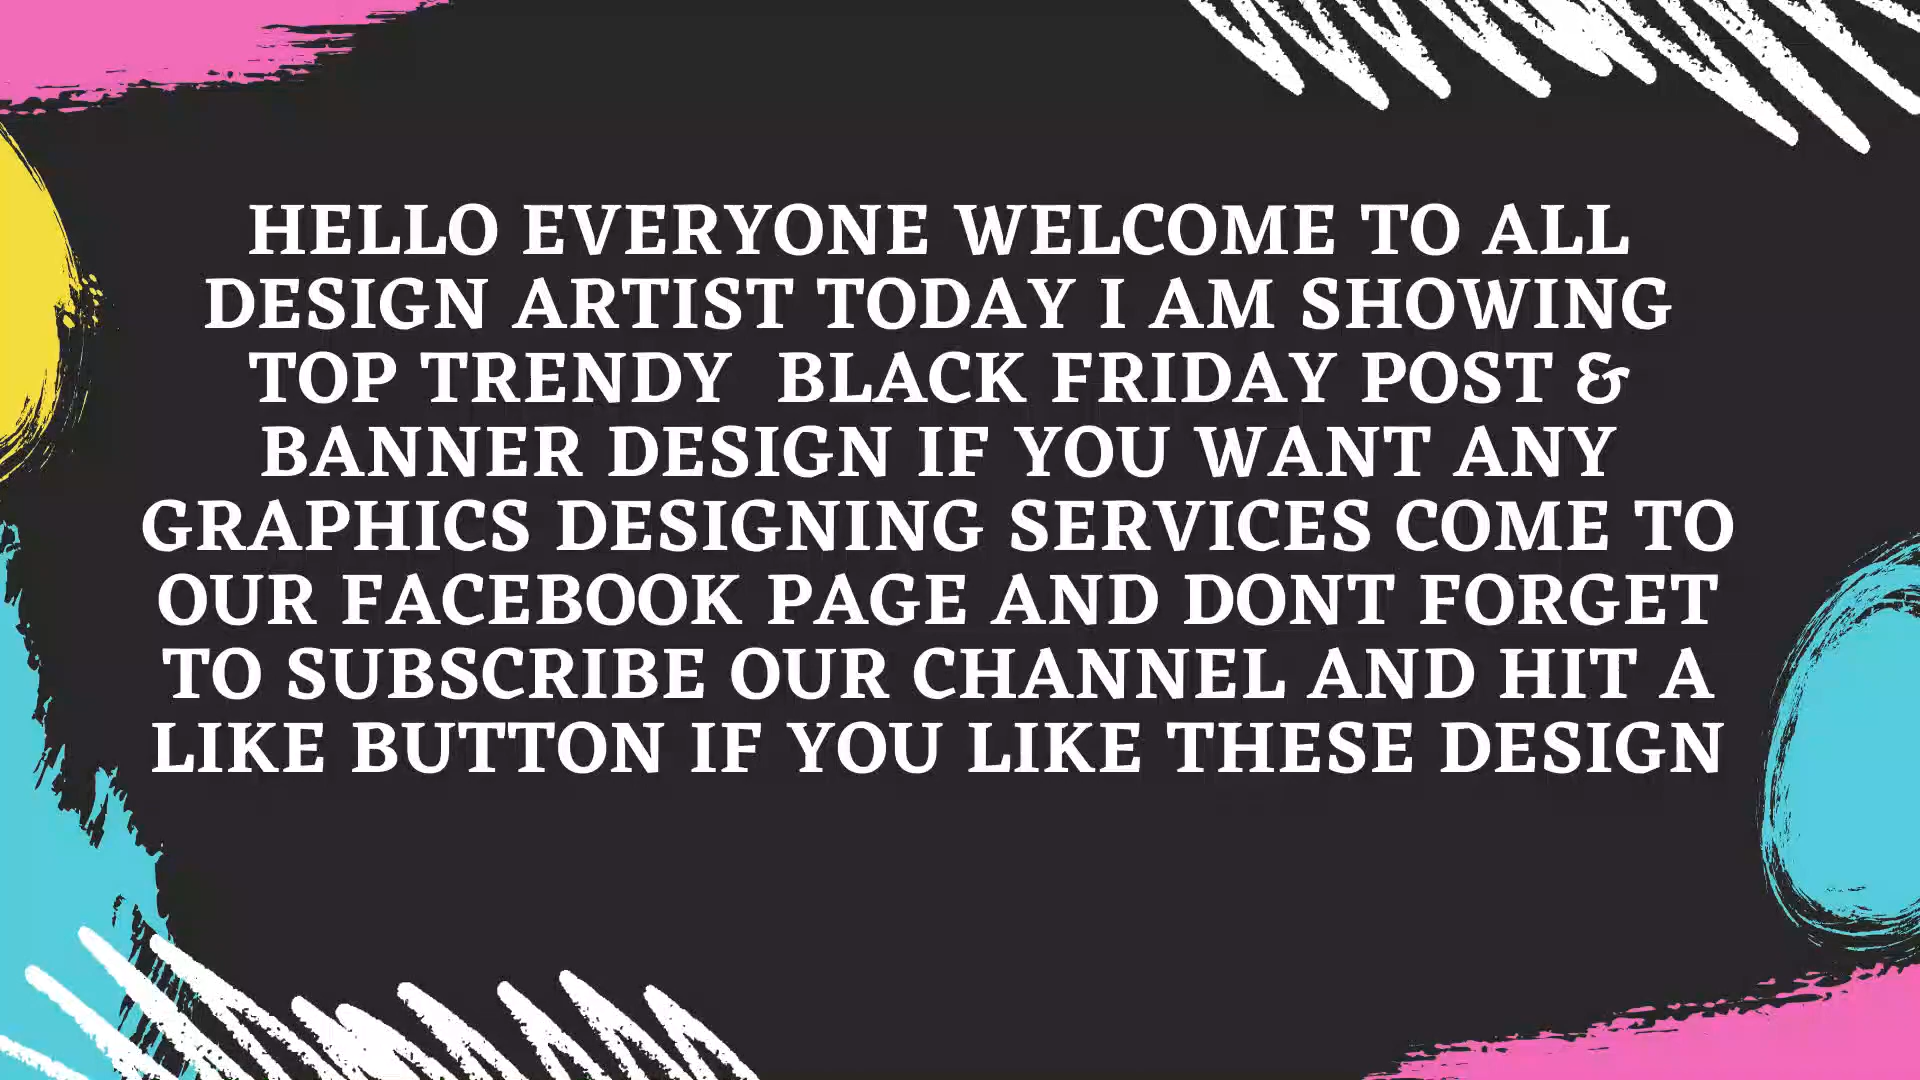 HELLO EVERYONE WELCOME TO ALL
DESIGN ARTIST TODAY I AM SHOWING
TOP TRENDY  BLACK FRIDAY POST &
BANNER DESIGN IF YOU WANT ANY
GRAPHICS DESIGNING SERVICES COME TO
OUR FACEBOOK PAGE AND DONT FORGET
TO SUBSCRIBE OUR CHANNEL AND HIT A
LIKE BUTTON IF YOU LIKE THESE DESIGN